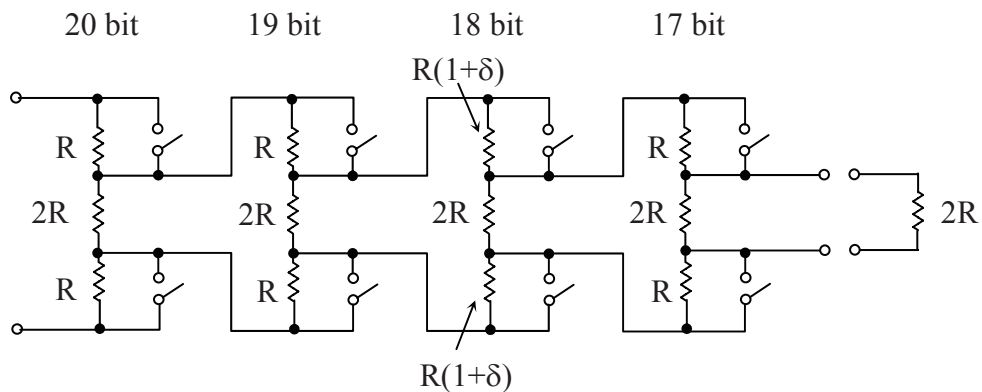 20 bit 19 bit 18 bit 17 bit
R(1+δ)
R R R
2R 2R 2R 2R 2R
R R R
R(1+δ)